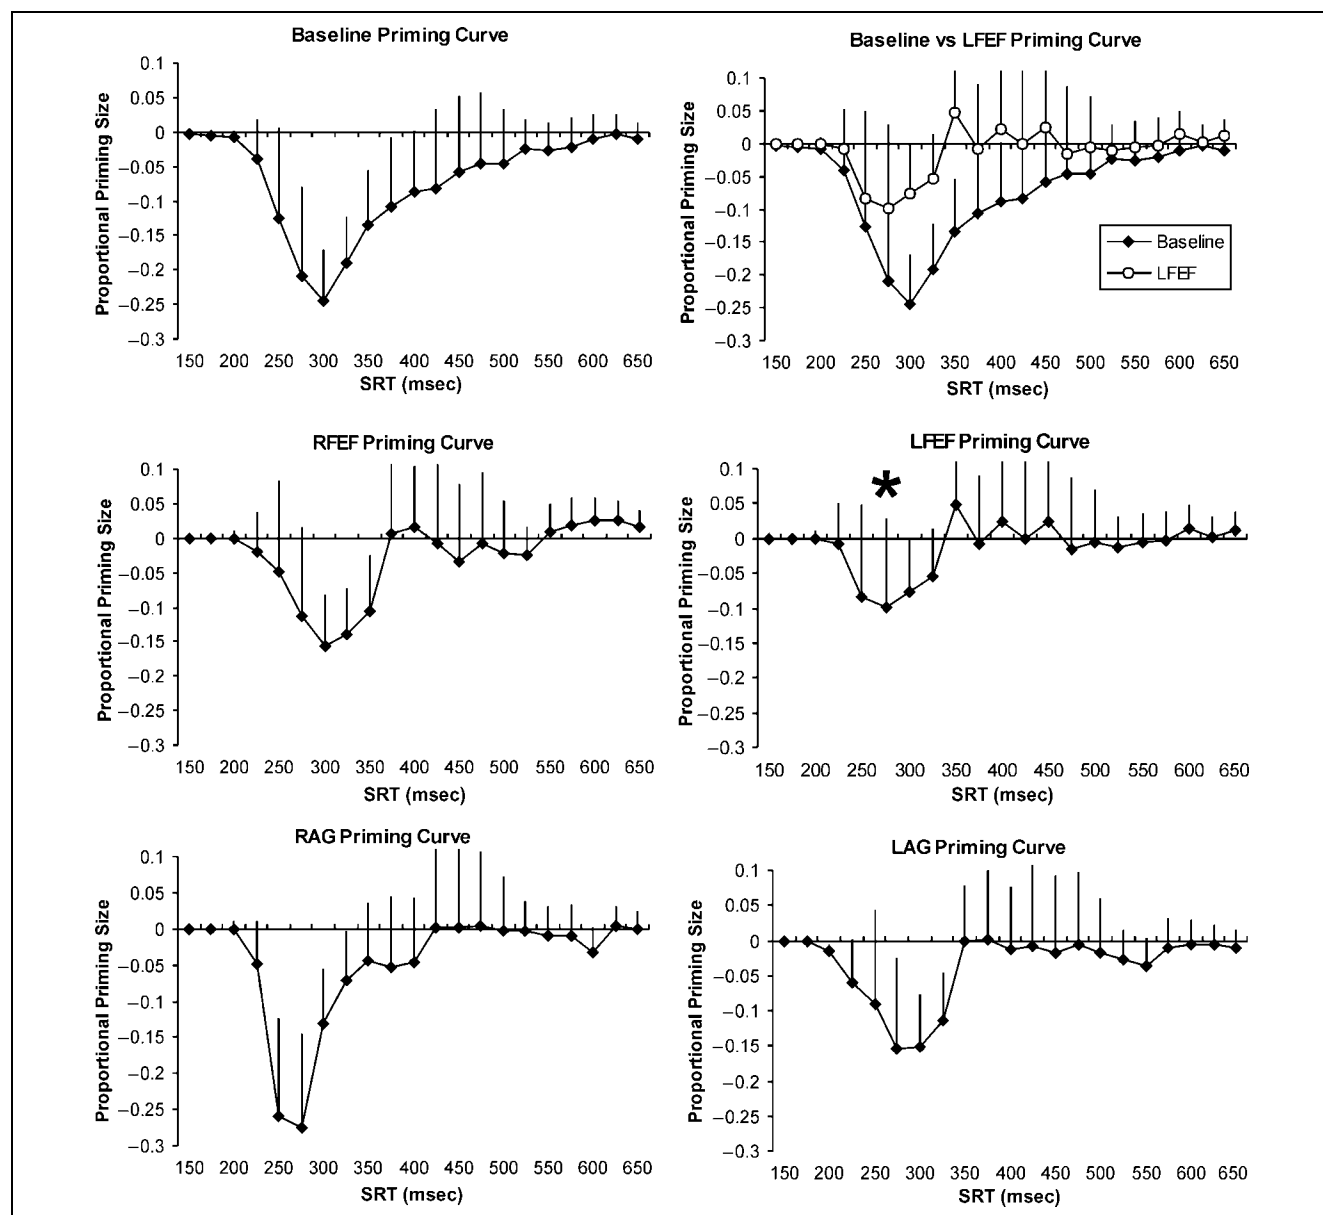 Baseline Priming Curve
Proportional Priming Size
0.1
0.05
0
−0.05
−0.1
−0.15
−0.2
−0.25
−0.3
150 200 250 300 350 400 450 500 550 600 650
SRT (msec)
Baseline vs LFEF Priming Curve
Proportional Priming Size
0.1
0.05
0
−0.05
−0.1
−0.15
−0.2
−0.25
−0.3
Baseline
LFEF
150 200 250 300 350 400 450 500 550 600 650
SRT (msec)
RFEF Priming Curve
Proportional Priming Size
0.1
0.05
0
−0.05
−0.1
−0.15
−0.2
−0.25
−0.3
150 200 250 300 350 400 450 500 550 600 650
SRT (msec)
LFEF Priming Curve
*
Proportional Priming Size
0.1
0.05
0
−0.05
−0.1
−0.15
−0.2
−0.25
−0.3
150 200 250 300 350 400 450 500 550 600 650
SRT (msec)
RAG Priming Curve
Proportional Priming Size
0.1
0.05
0
−0.05
−0.1
−0.15
−0.2
−0.25
−0.3
150 200 250 300 350 400 450 500 550 600 650
SRT (msec)
LAG Priming Curve
Proportional Priming Size
0.1
0.05
0
−0.05
−0.1
−0.15
−0.2
−0.25
−0.3
150 200 250 300 350 400 450 500 550 600 650
SRT (msec)